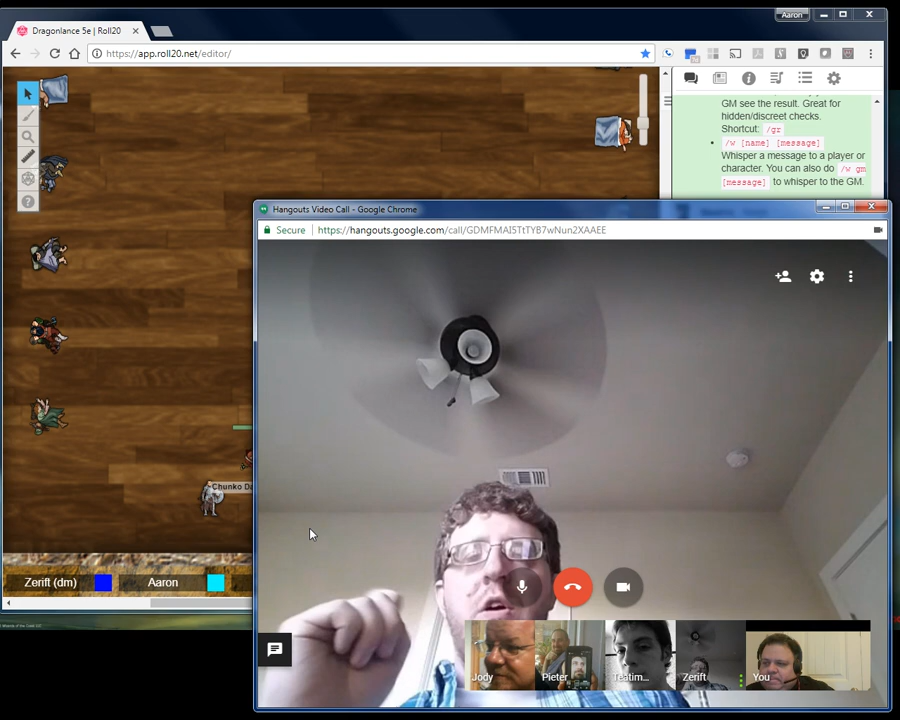 Aaron
Dragonlance 5e | Roll20
https://app.roll20.net/editor/
GM see the result. Great for
hidden/discreet checks.
Shortcut: /gr
• /w [name] [message]
Whisper a message to a player or
character. You can also do /w gm
[message] to whisper to the GM.
Hangouts Video Call - Google Chrome
Secure https://hangouts.google.com/call/GDMFMAI5TtTYB7wNun2XAAEE
Chunko Da
Zerift (dm)
Aaron
Jody
Pieter
Teatim...
Zerift
You